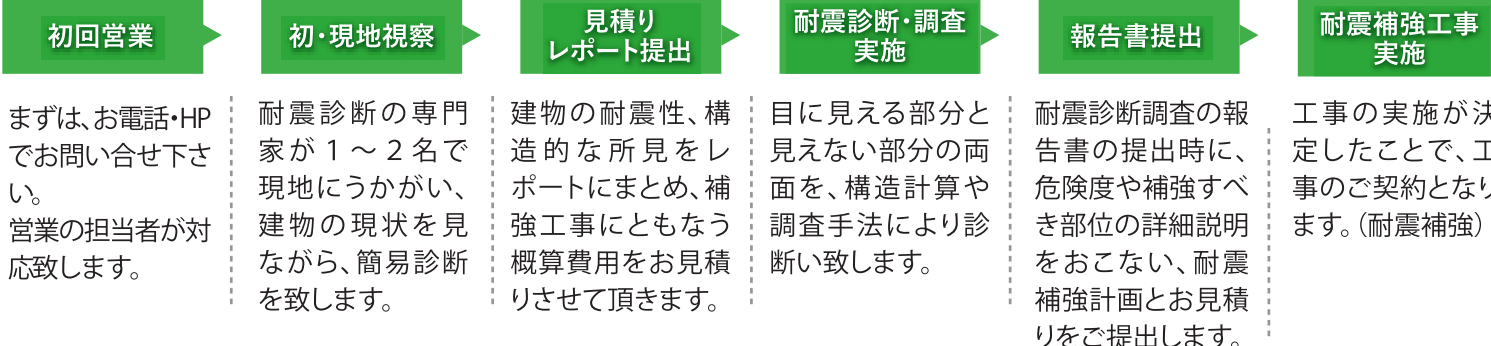 初回営業
まずは、お電話・HP
でお問い合せ下さ
い。
営業の担当者が対
応致します。
初・現地視察
耐震診断の専門
家が1～2名で
現地にうかがい、
建物の現状を見
ながら、簡易診断
を致します。
見積り
レポート提出
建物の耐震性、構
造的な所見をレ
ポートにまとめ、補
強工事にともなう
概算費用をお見積
りさせて頂きます。
耐震診断・調査
実施
目に見える部分と
見えない部分の両
面を、構造計算や
調査手法により診
断い致します。
報告書提出
耐震診断調査の報
告書の提出時に、
危険度や補強すべ
き部位の詳細説明
をおこない、耐震
補強計画とお見積
りをご提出します。
耐震補強工事
実施
工事の実施が決
定したことで、工
事のご契約となり
ます。（耐震補強）